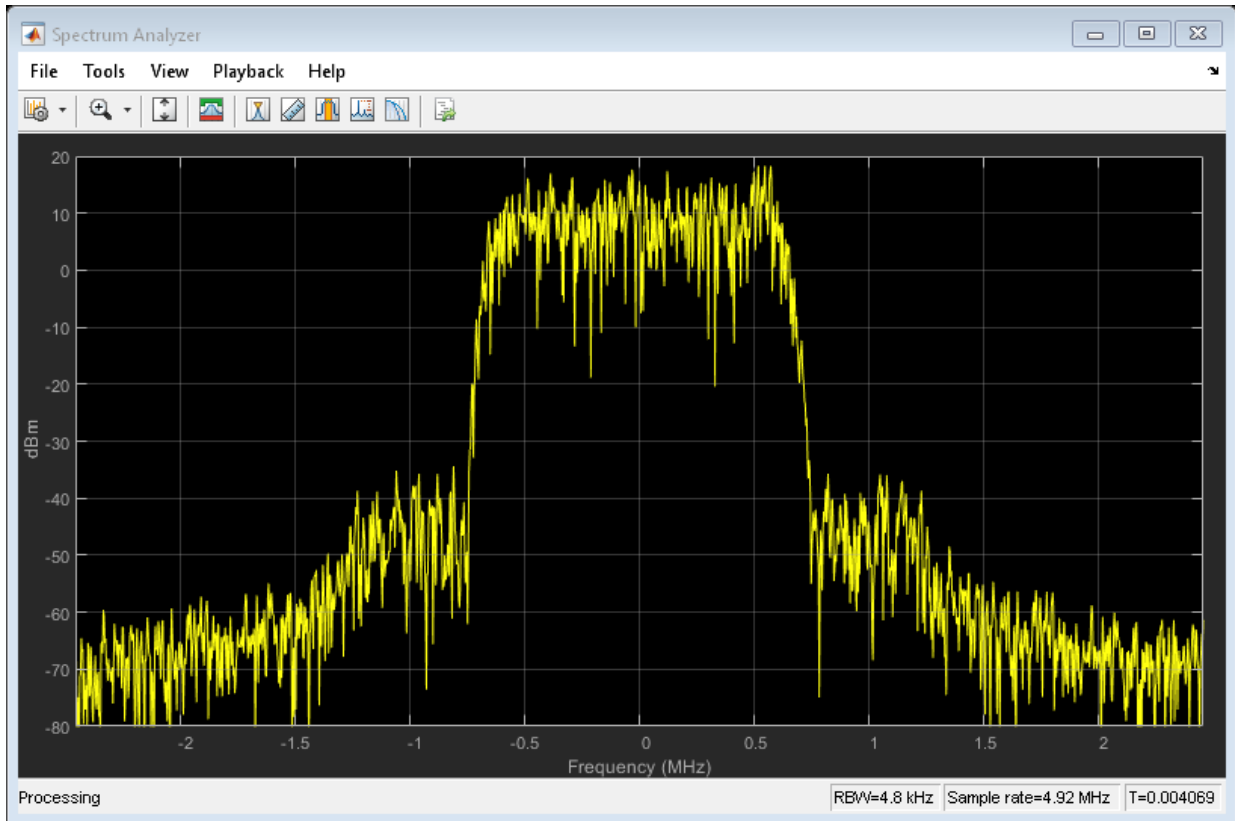 Spectrum Analyzer
File Tools View Playback Help
20
10
0
-10
-20
-30
-40
-50
-60
-70
-80
dBm
-2 -1.5 -1 -0.5 0 0.5 1 1.5 2
Frequency (MHz)
Processing RBW=4.8 kHz Sample rate=4.92 MHz T=0.004069